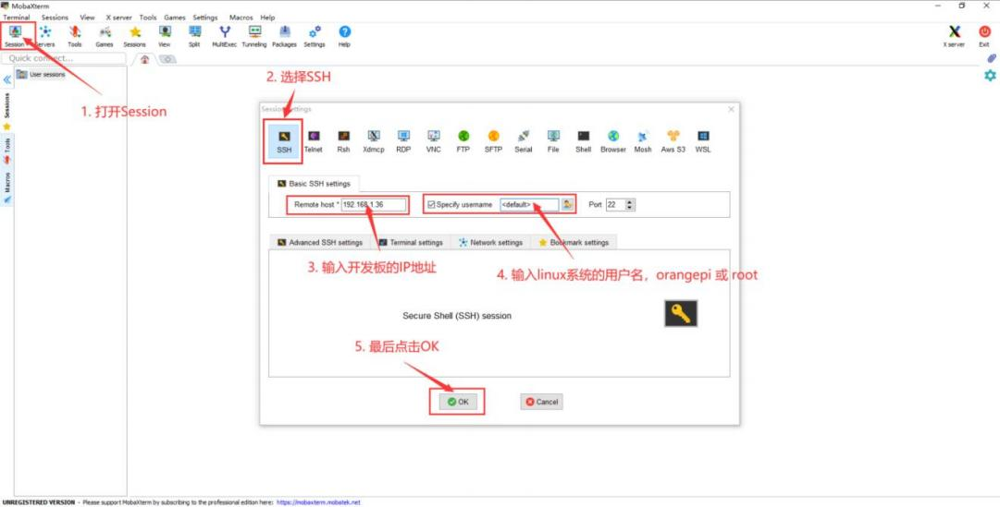 MobaXterm
Terminal Sessions View X server Tools Games Settings Macros Help
Session Servers Tools Games Sessions View Split MultiExec Tunneling Packages Settings Help X server Exit
Quick connect...
User sessions
Sessions
Tools
Macros
1. 打开Session
2. 选择SSH
Session settings
SSH Telnet Rsh Xdmcp RDP VNC FTP SFTP Serial File Shell Browser Mosh Aws S3 WSL
Basic SSH settings
Remote host * 192.168.1.36 Specify username <default> Port 22
Advanced SSH settings Terminal settings Network settings Bookmark settings
3. 输入开发板的IP地址
4. 输入linux系统的用户名，orangepi 或 root
Secure Shell (SSH) session
5. 最后点击OK
OK Cancel
UNREGISTERED VERSION - Please support MobaXterm by subscribing to the professional edition here: https://mobaxterm.mobatek.net